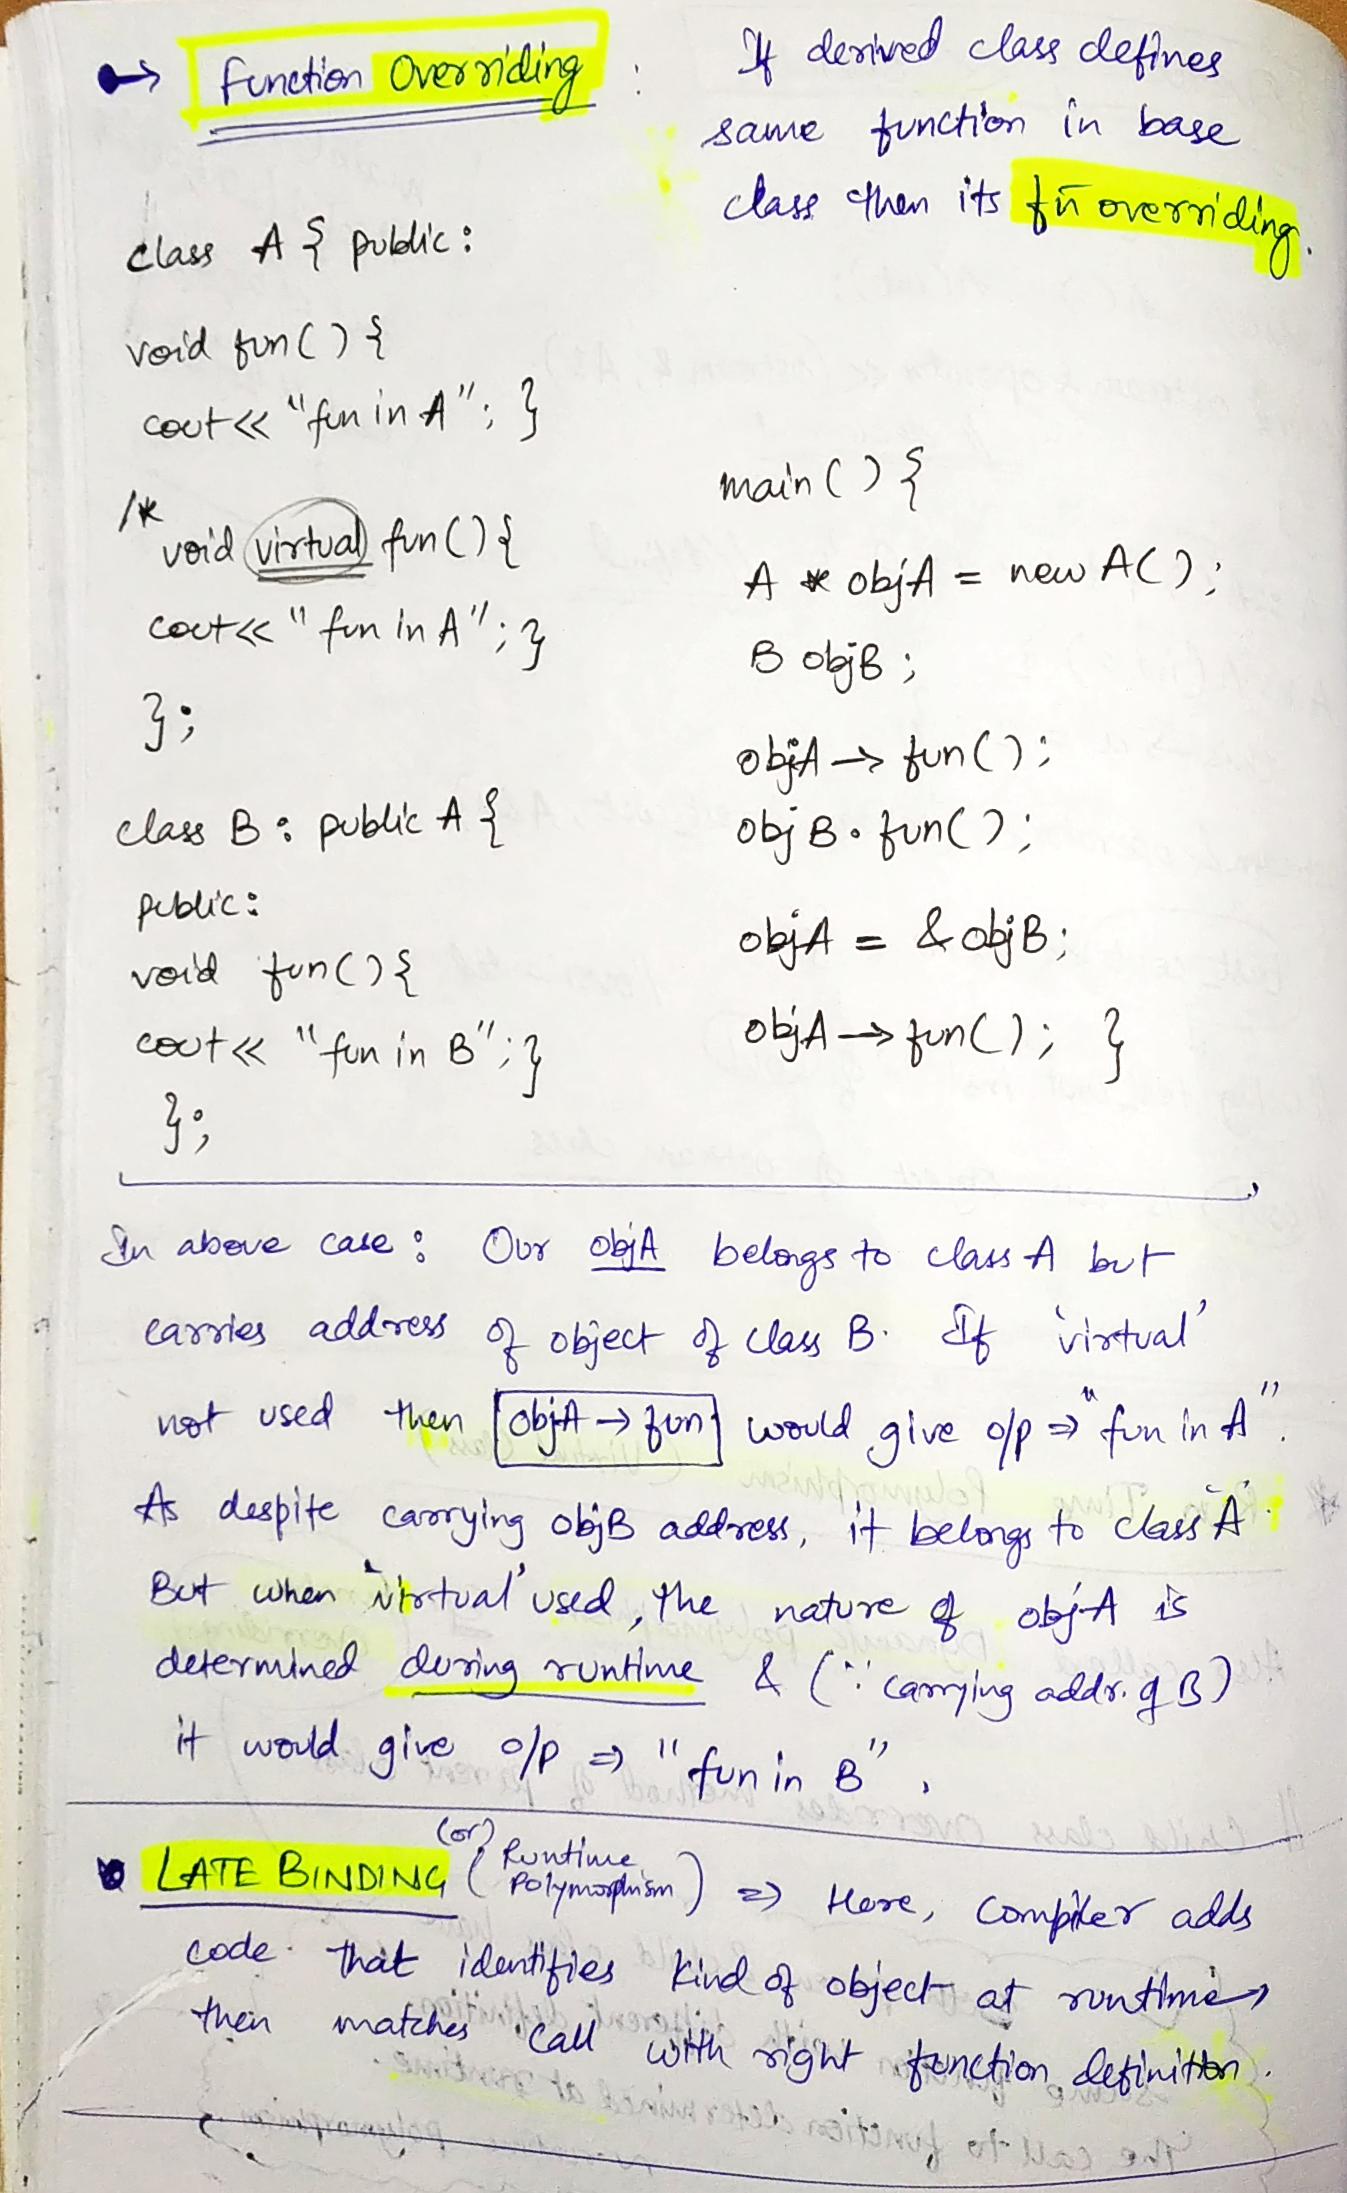 → Function Overriding : If derived class defines
same function in base
class then its fn overriding.
class A { public :
void fun() {
cout << "fun in A"; }
/*
void virtual fun() {
cout << "fun in A"; }
};
class B : public A {
public :
void fun() {
cout << "fun in B"; }
};
main() {
A * objA = new A();
B objB ;
objA → fun();
objB. fun();
objA = & objB;
objA → fun(); }
In above case : Our objA belongs to class A but
carries address of object of class B. If 'virtual'
not used then objA → fun would give o/p ⇒ "fun in A".
As despite carrying objB address, it belongs to class "A".
But when 'virtual' used, the nature of objA is
determined during runtime & (∵ carrying addr. of B)
it would give o/p ⇒ "fun in B".
LATE BINDING (or) (Runtime Polymorphism) ⇒ Here, compiler adds
code that identifies kind of object at runtime,
then matches call with right function definition.